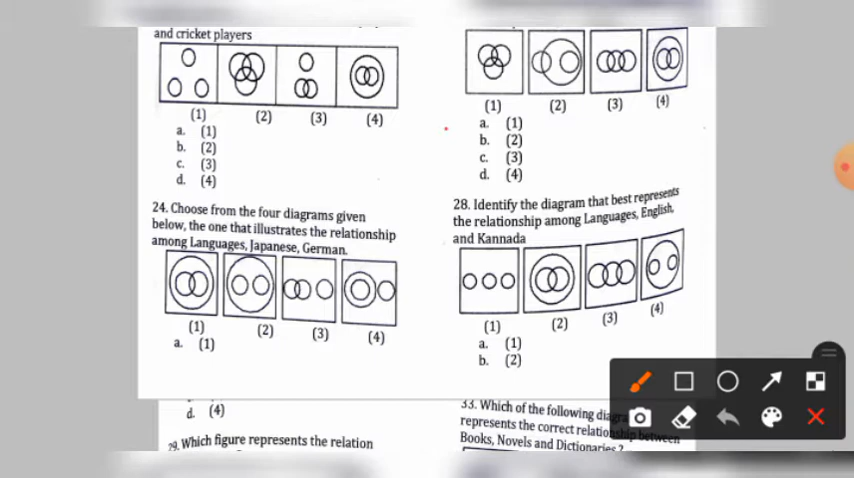 and cricket players
(1) (2) (3) (4)
a. (1)
b. (2)
c. (3)
d. (4)
24. Choose from the four diagrams given
below, the one that illustrates the relationship
among Languages, Japanese, German.
(1) (2) (3) (4)
a. (1)
d. (4)
29. Which figure represents the relation
(1) (2) (3) (4)
a. (1)
b. (2)
c. (3)
d. (4)
28. Identify the diagram that best represents
the relationship among Languages, English,
and Kannada
(1) (2) (3) (4)
a. (1)
b. (2)
33. Which of the following
represents the correct relationship between
Books, Novels and Dictionaries?